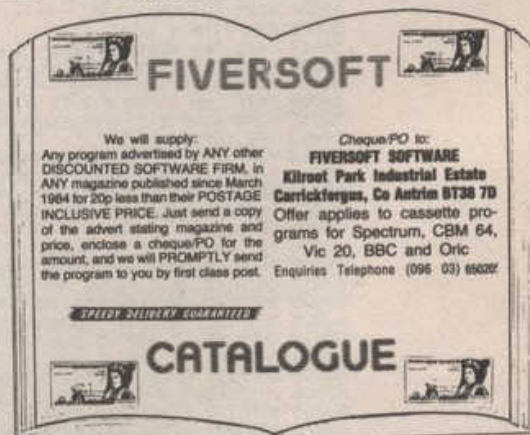 FIVERSOFT
We will supply:
Any program advertised by ANY other
DISCOUNTED SOFTWARE FIRM, in
ANY magazine published since March
1984 for 20p less than their POSTAGE
INCLUSIVE PRICE. Just send a copy
of the advert stating magazine and
price, enclose a cheque/PO for the
amount, and we will PROMPTLY send
the program to you by first class post.
SPEEDY DELIVERY GUARANTEED
Cheque/PO to:
FIVERSOFT SOFTWARE
Kilroot Park Industrial Estate
Carrickfergus, Co Antrim BT38 7D
Offer applies to cassette pro-
grams for Spectrum, CBM 64,
Vic 20, BBC and Oric
Enquiries Telephone (096 03)
CATALOGUE